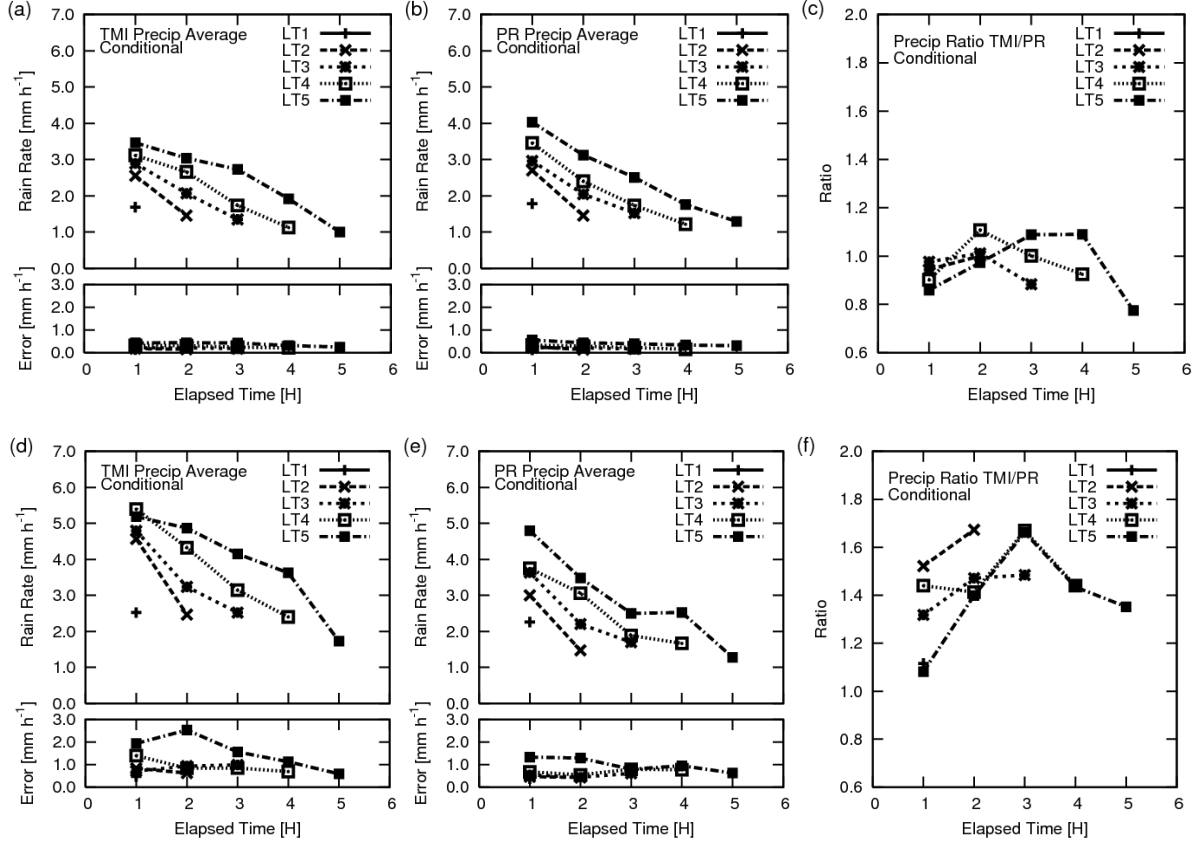 (a)
7.0
6.0
5.0
4.0
3.0
2.0
1.0
0.0
Rain Rate [mm h-1]
TMI Precip Average
Conditional
LT1
LT2
LT3
LT4
LT5
3.0
2.0
1.0
0.0
Error [mm h-1]
0 1 2 3 4 5 6
Elapsed Time [H]
(b)
7.0
6.0
5.0
4.0
3.0
2.0
1.0
0.0
Rain Rate [mm h-1]
PR Precip Average
Conditional
LT1
LT2
LT3
LT4
LT5
3.0
2.0
1.0
0.0
Error [mm h-1]
0 1 2 3 4 5 6
Elapsed Time [H]
(c)
2.0
1.8
1.6
1.4
1.2
1.0
0.8
0.6
Ratio
Precip Ratio TMI/PR
Conditional
LT1
LT2
LT3
LT4
LT5
0 1 2 3 4 5 6
Elapsed Time [H]
(d)
7.0
6.0
5.0
4.0
3.0
2.0
1.0
0.0
Rain Rate [mm h-1]
TMI Precip Average
Conditional
LT1
LT2
LT3
LT4
LT5
3.0
2.0
1.0
0.0
Error [mm h-1]
0 1 2 3 4 5 6
Elapsed Time [H]
(e)
7.0
6.0
5.0
4.0
3.0
2.0
1.0
0.0
Rain Rate [mm h-1]
PR Precip Average
Conditional
LT1
LT2
LT3
LT4
LT5
3.0
2.0
1.0
0.0
Error [mm h-1]
0 1 2 3 4 5 6
Elapsed Time [H]
(f)
2.0
1.8
1.6
1.4
1.2
1.0
0.8
0.6
Ratio
Precip Ratio TMI/PR
Conditional
LT1
LT2
LT3
LT4
LT5
0 1 2 3 4 5 6
Elapsed Time [H]